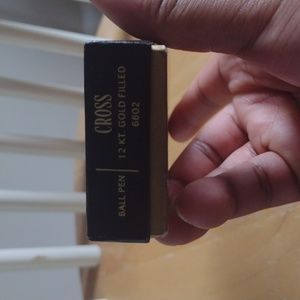 CROSS
BALL PEN | 12 KT. GOLD FILLED
6602